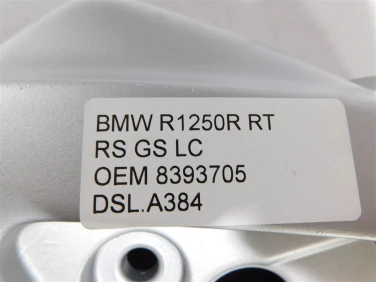 BMW R1250R RT
RS GS LC
OEM 8393705
DSL.A384